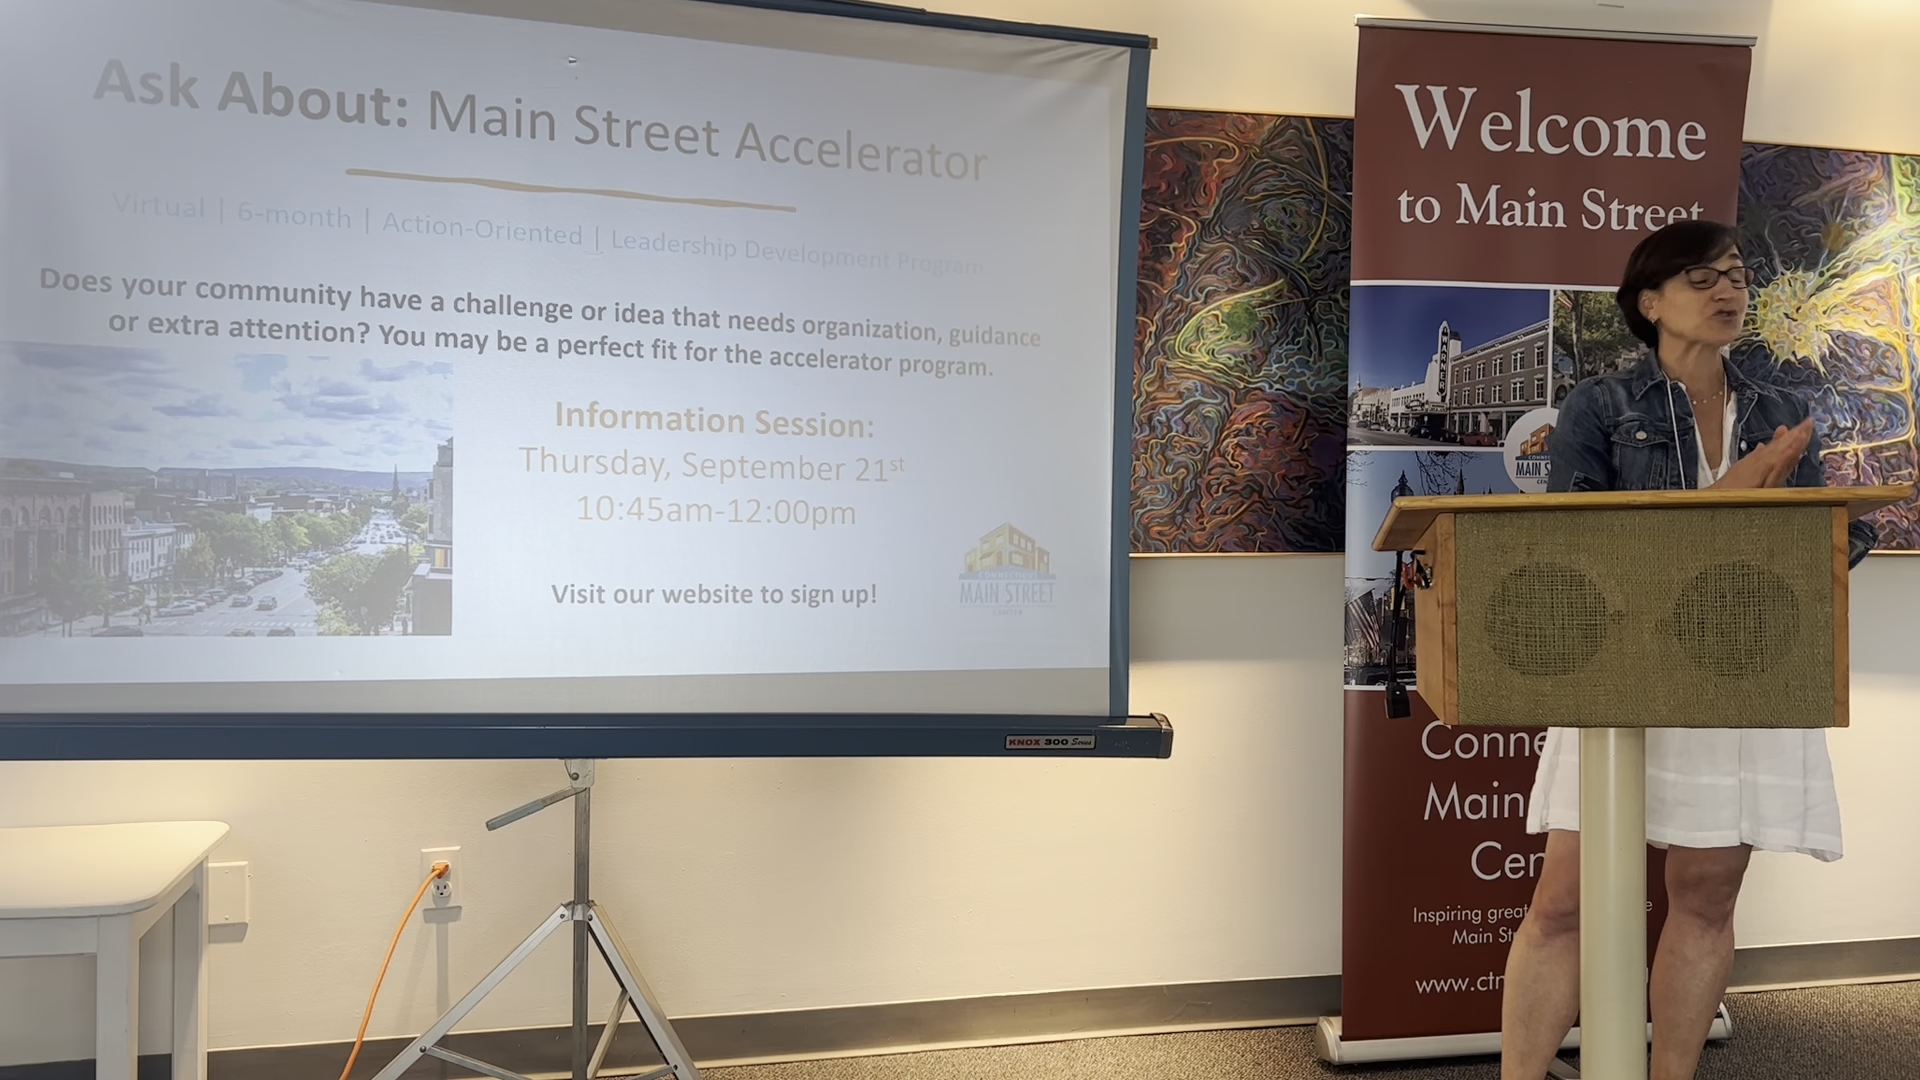 Ask About: Main Street Accelerator
Virtual | 6-month | Action-Oriented | Leadership Development Program
Does your community have a challenge or idea that needs organization, guidance
or extra attention? You may be a perfect fit for the accelerator program.
Information Session:
Thursday, September 21st
10:45am-12:00pm
Visit our website to sign up!
MAIN STREET
CENTER
KNOX 300 Series
Welcome
to Main Street
WARNER
MAIN
Conne
Main
Cen
Inspiring great
Main St
www.ctm